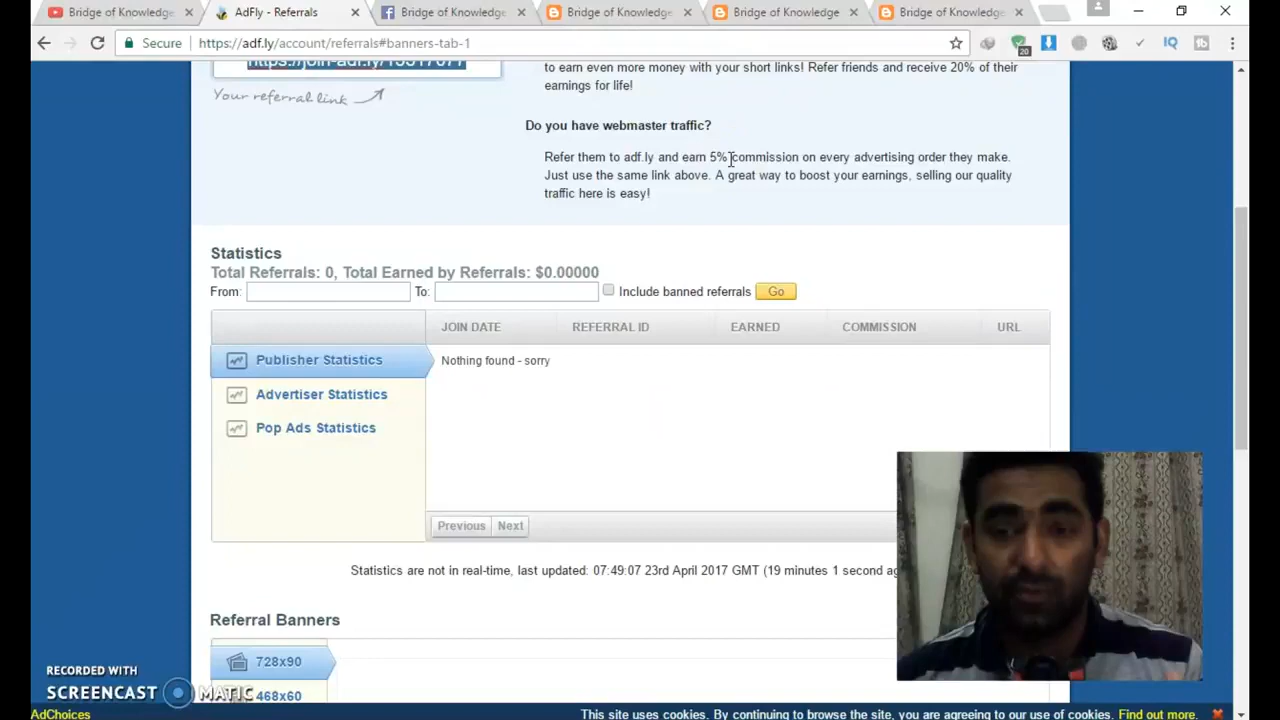 Bridge of Knowledge
AdFly - Referrals
Bridge of Knowledge
Bridge of Knowledge
Bridge of Knowledge
Bridge of Knowledge
Secure
https://adf.ly/account/referrals#banners-tab-1
20
IQ
Your referral link
to earn even more money with your short links! Refer friends and receive 20% of their
earnings for life!
Do you have webmaster traffic?
Refer them to adf.ly and earn 5% commission on every advertising order they make.
Just use the same link above. A great way to boost your earnings, selling our quality
traffic here is easy!
Statistics
Total Referrals: 0, Total Earned by Referrals: $0.00000
From: To: Include banned referrals Go
JOIN DATE REFERRAL ID EARNED COMMISSION URL
Publisher Statistics
Nothing found - sorry
Advertiser Statistics
Pop Ads Statistics
Previous Next
Statistics are not in real-time, last updated: 07:49:07 23rd April 2017 GMT (19 minutes 1 second ag
Referral Banners
728x90
468x60
RECORDED WITH
SCREENCAST MATIC
AdChoices
This site uses cookies. By continuing to browse the site, you are agreeing to our use of cookies. Find out more.